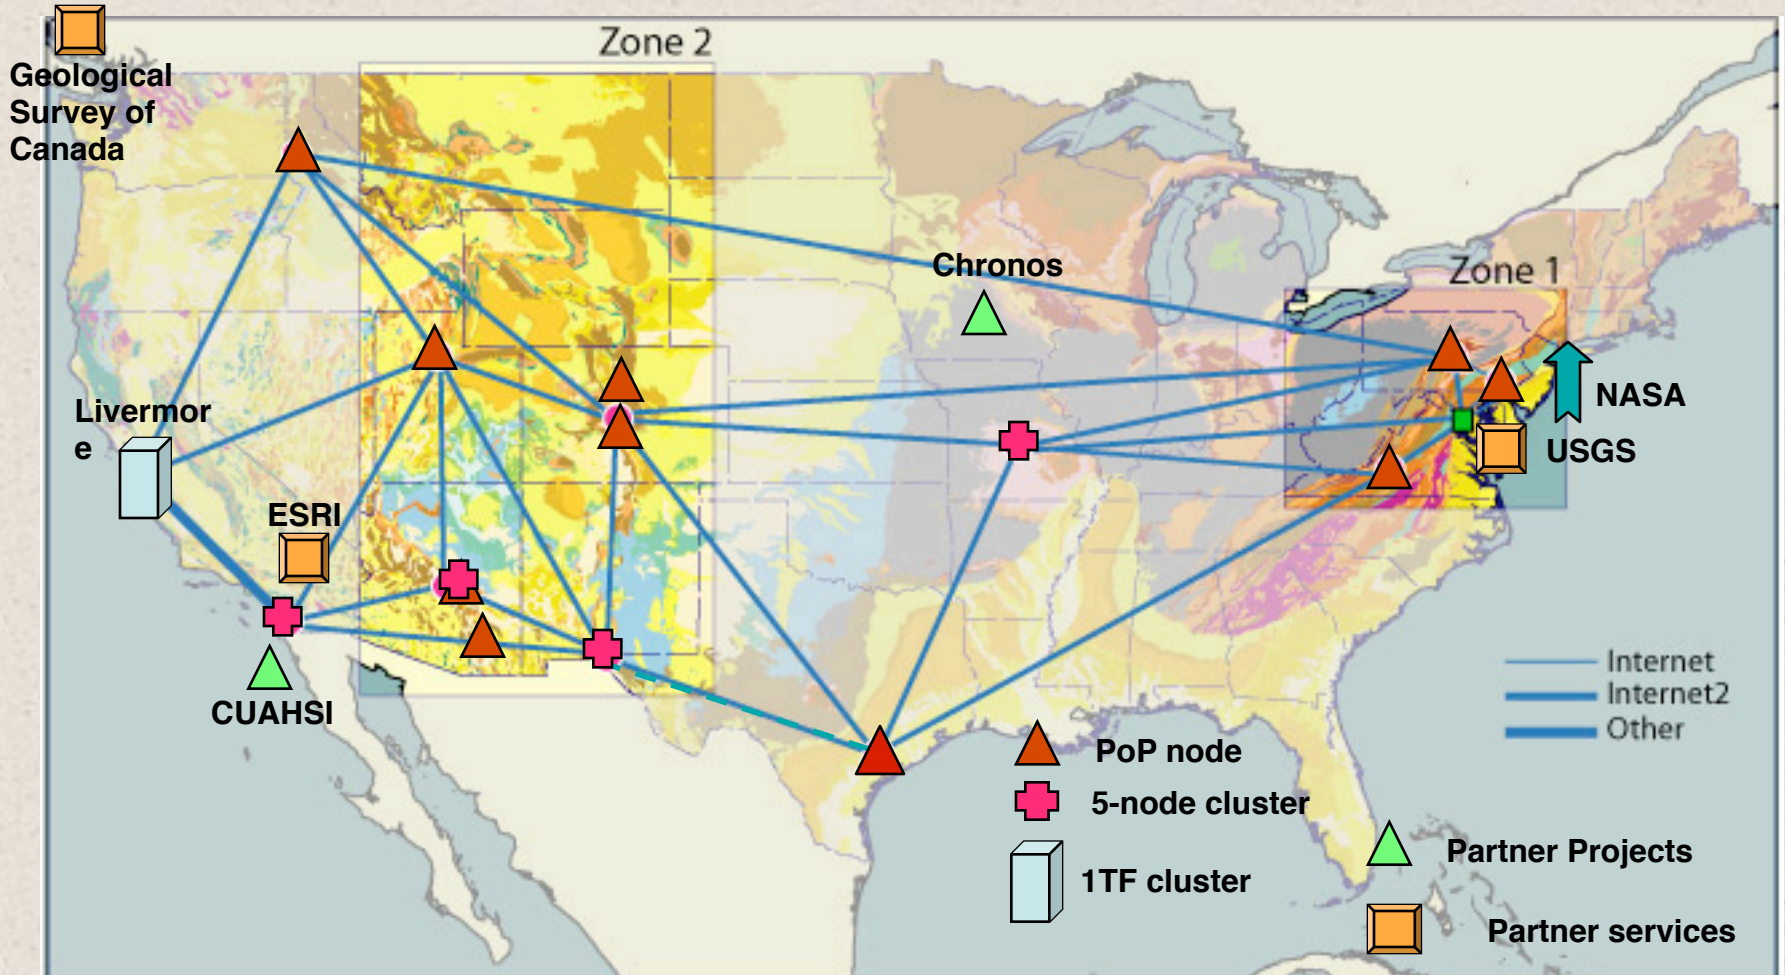 Zone 2
Geological
Survey of
Canada
Chronos
Zone 1
Livermor
e
NASA
USGS
ESRI
CUAHSI
Internet
Internet2
Other
PoP node
5-node cluster
1TF cluster
Partner Projects
Partner services